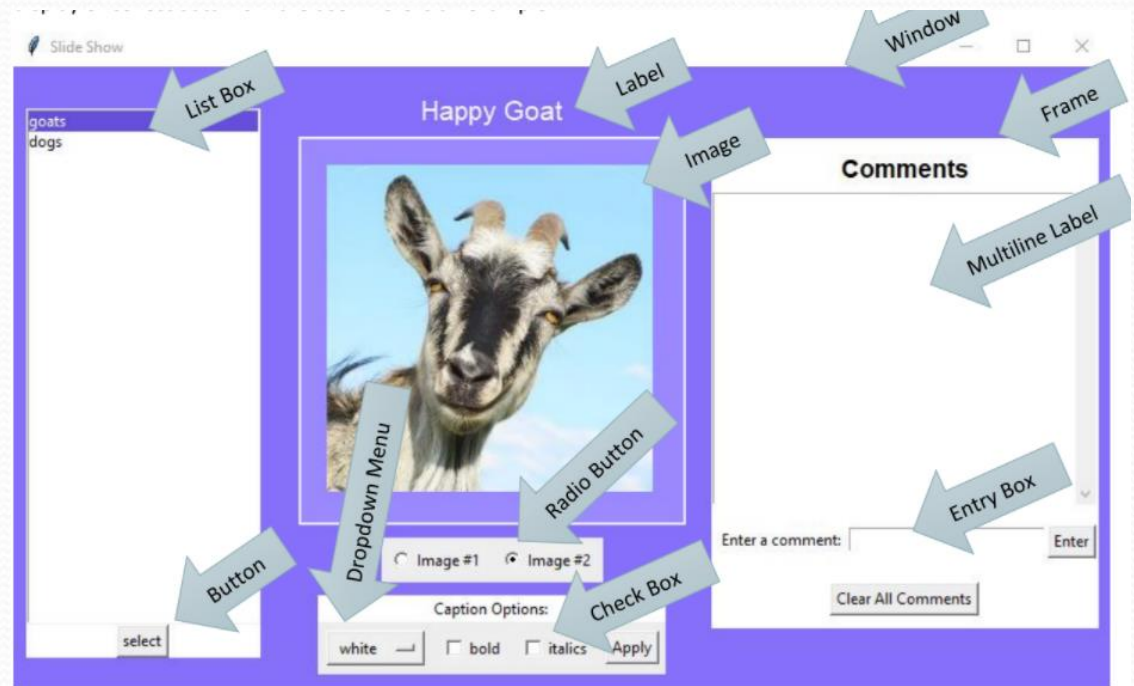 Slide Show
Window
List Box
Label
Frame
goats
dogs
Happy Goat
Image
Comments
Multiline Label
Dropdown Menu
Radio Button
Entry Box
Enter a comment:
Enter
Image #1
Image #2
Button
Check Box
Caption Options:
Clear All Comments
select
white
bold
italics
Apply